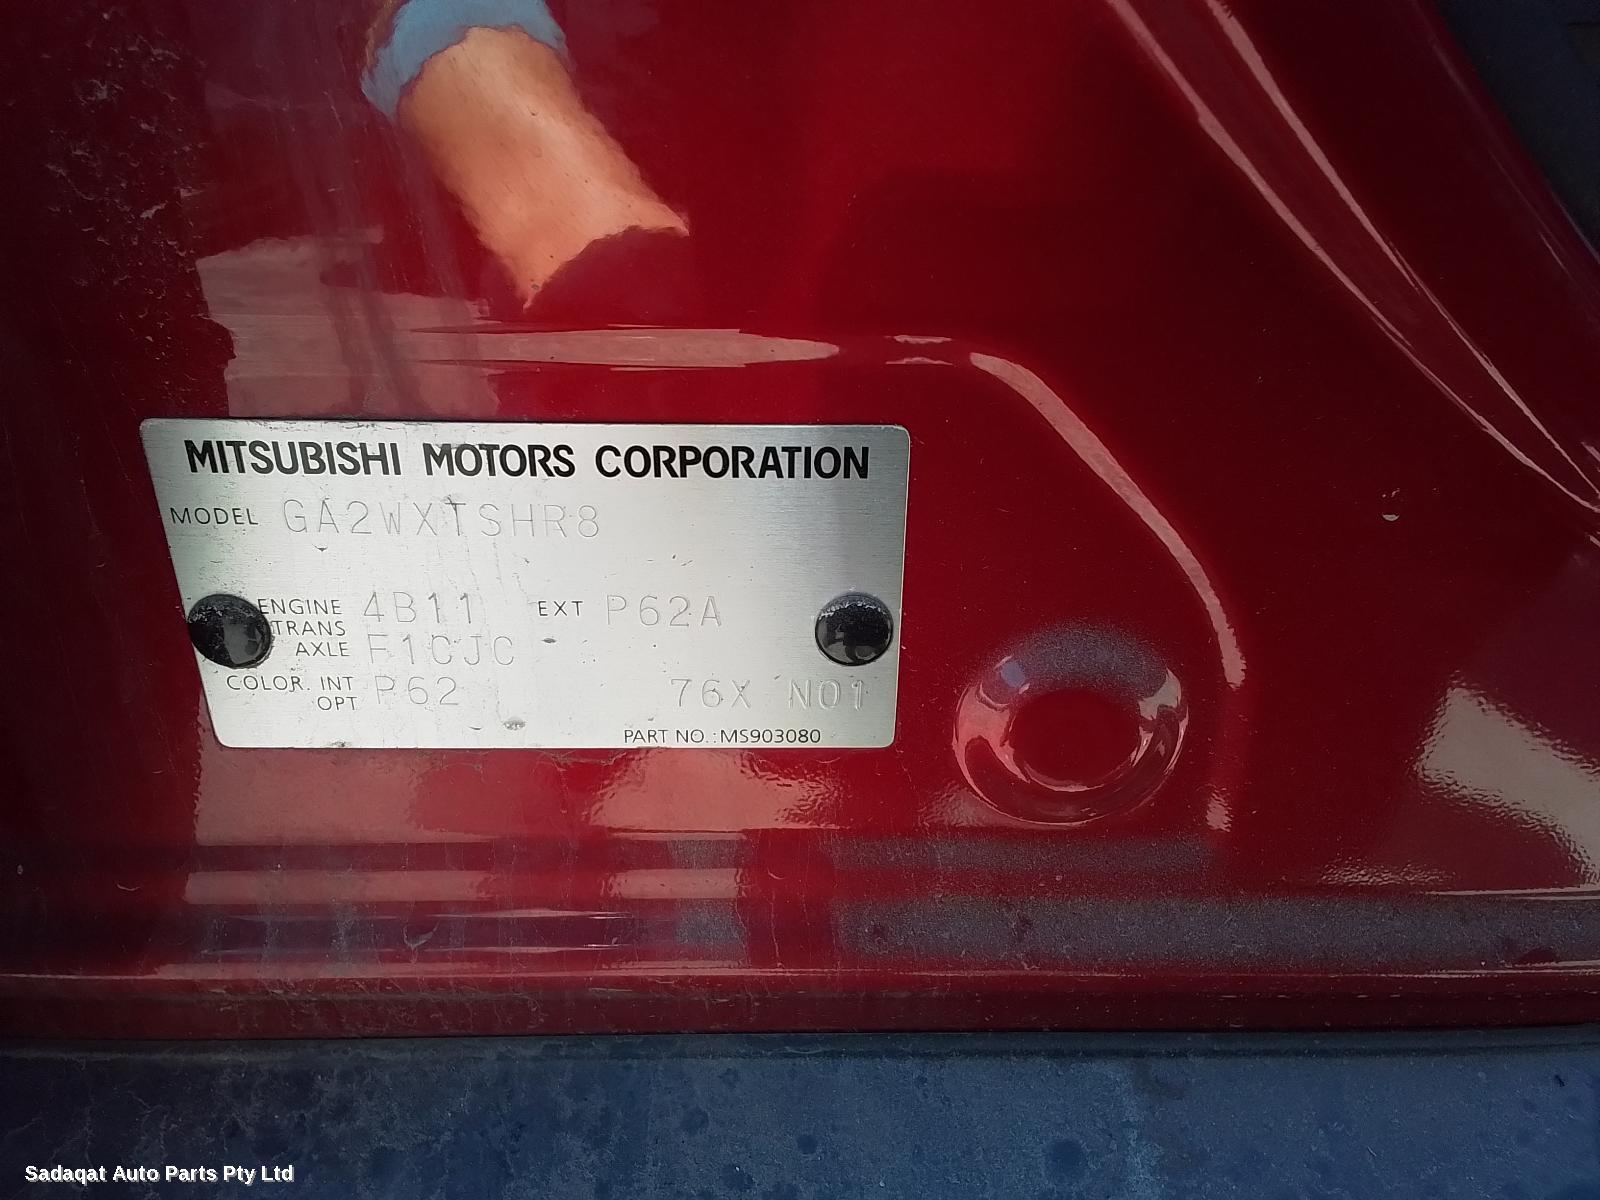 MITSUBISHI MOTORS CORPORATION
MODEL GA2WXTSHR8
ENGINE 4B11 EXT P62A
TRANS
AXLE F1CJC
COLOR. INT P62 76X N01
OPT
PART NO.:MS903080
Sadaqat Auto Parts Pty Ltd